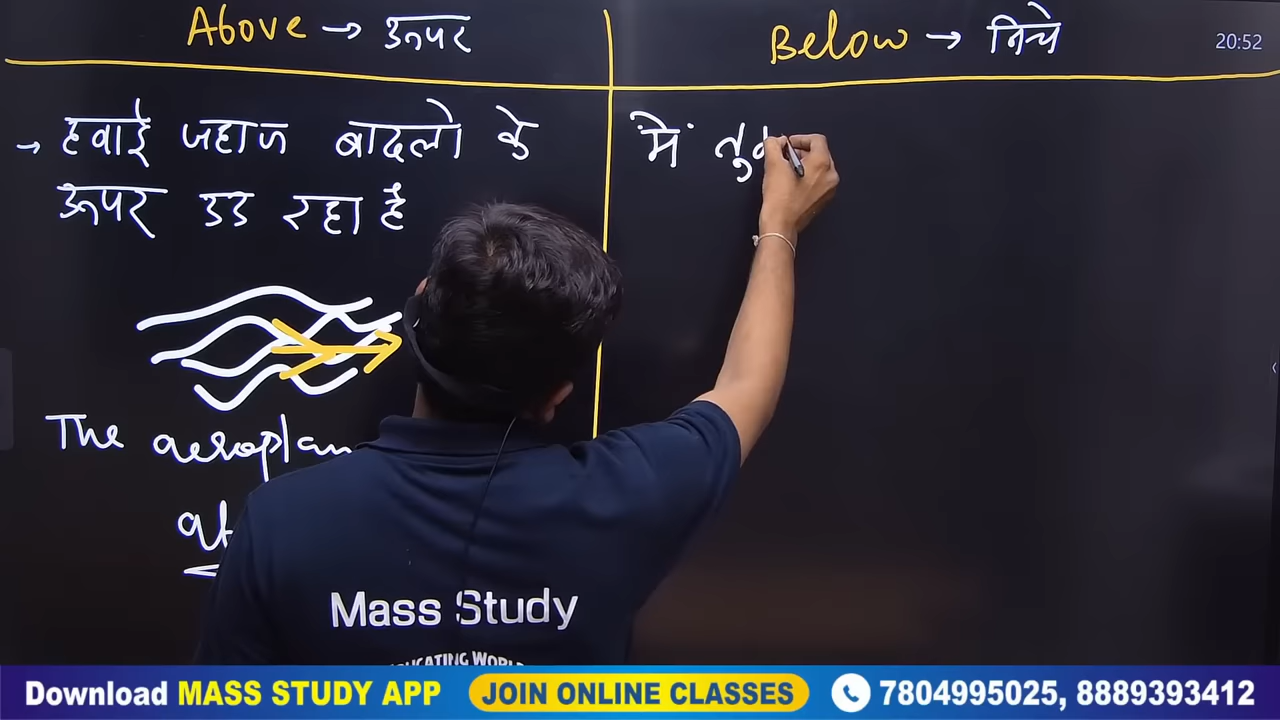 Above → ऊपर
Below → निचे
20:52
→ हवाई जहाज बादलो के
ऊपर उड रहा है
में
The
Mass Study
Download MASS STUDY APP
JOIN ONLINE CLASSES
7804995025, 8889393412